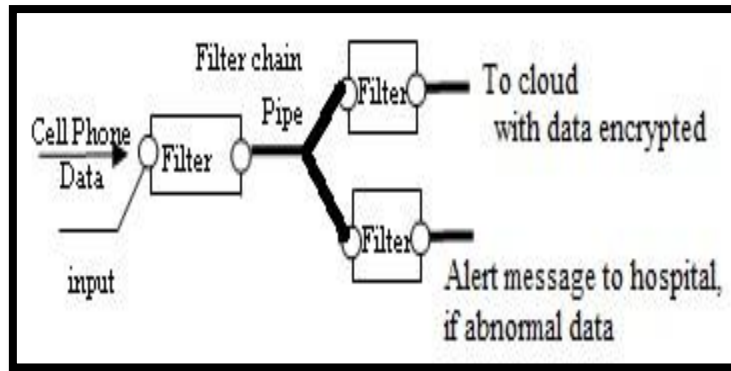 Filter chain
Pipe
Cell Phone
Data
input
Filter
Filter
To cloud
with data encrypted
Filter
Alert message to hospital,
if abnormal data